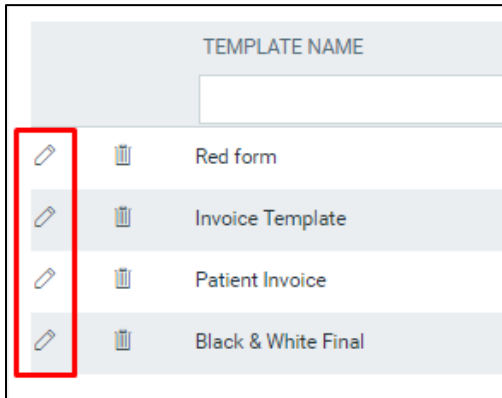 TEMPLATE NAME
Red form
Invoice Template
Patient Invoice
Black & White Final